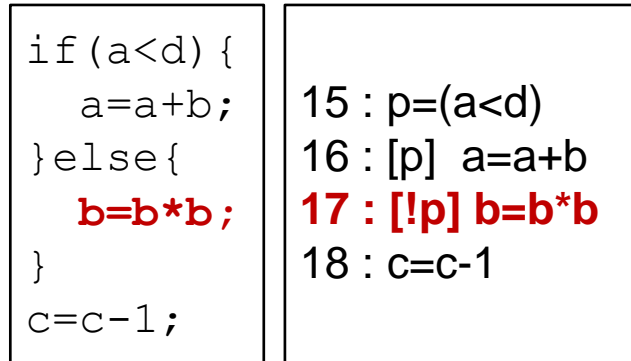 if(a<d){
a=a+b;
}else{
b=b*b;
}
c=c-1;
15 : p=(a<d)
16 : [p] a=a+b
17 : [!p] b=b*b
18 : c=c-1